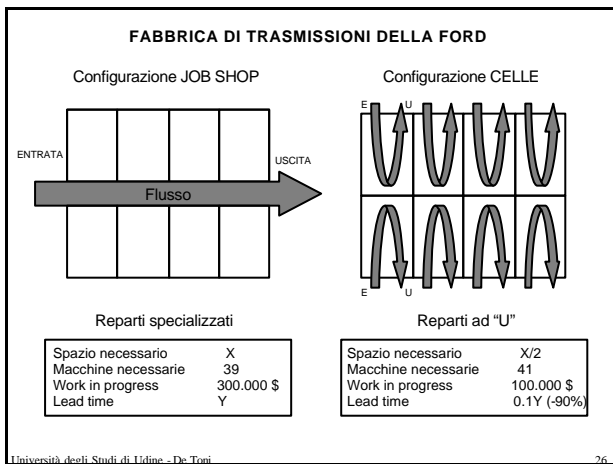 FABBRICA DI TRASMISSIONI DELLA FORD
Configurazione JOB SHOP
ENTRATA
Flusso
USCITA
Reparti specializzati
Spazio necessario X
Macchine necessarie 39
Work in progress 300.000 $
Lead time Y
Configurazione CELLE
E U
E U
Reparti ad “U”
Spazio necessario X/2
Macchine necessarie 41
Work in progress 100.000 $
Lead time 0.1Y (-90%)
Università degli Studi di Udine - De Toni 26